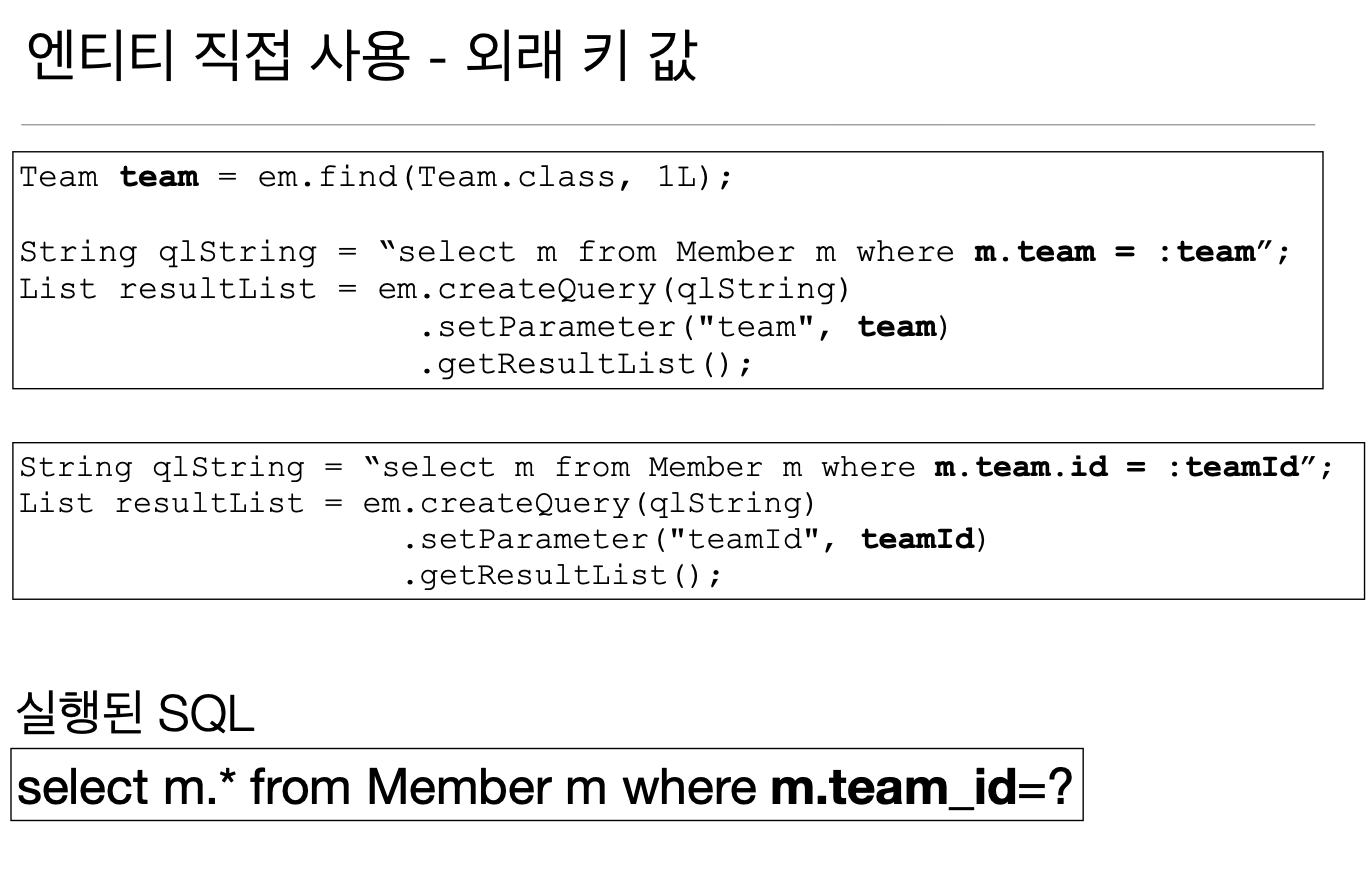 엔티티 직접 사용 - 외래 키 값
Team team = em.find(Team.class, 1L);
String qlString = “select m from Member m where m.team = :team”;
List resultList = em.createQuery(qlString)
.setParameter("team", team)
.getResultList();
String qlString = “select m from Member m where m.team.id = :teamId”;
List resultList = em.createQuery(qlString)
.setParameter("teamId", teamId)
.getResultList();
실행된 SQL
select m.* from Member m where m.team_id=?